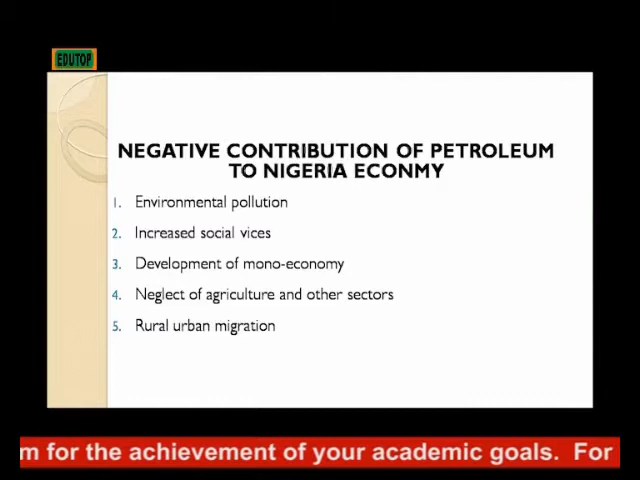 EDUTOP
NEGATIVE CONTRIBUTION OF PETROLEUM
TO NIGERIA ECONMY
1. Environmental pollution
2. Increased social vices
3. Development of mono-economy
4. Neglect of agriculture and other sectors
5. Rural urban migration
m for the achievement of your academic goals. For